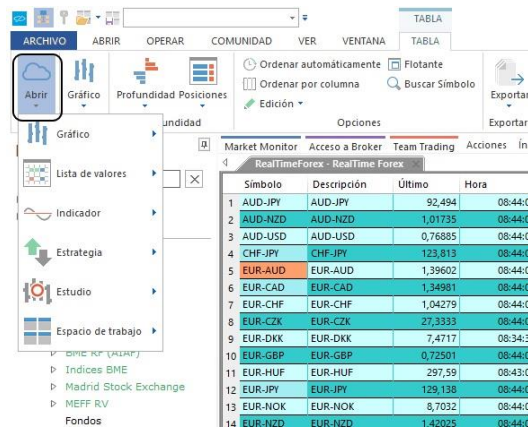 TABLA
ARCHIVO ABRIR OPERAR COMUNIDAD VER VENTANA TABLA
Ordenar automáticamente Flotante
Ordenar por columna Buscar Símbolo
Edición
Abrir Gráfico Profundidad Posiciones Exportar
Opciones Exportar
Gráfico
Lista de valores
Indicador
Estrategia
Estudio
Espacio de trabajo
Market Monitor Acceso a Broker Team Trading Acciones
RealTimeForex - RealTime Forex
Símbolo Descripción Último Hora
1 AUD-JPY AUD-JPY 92,494
2 AUD-NZD AUD-NZD 1,01735
3 AUD-USD AUD-USD 0,76885
4 CHF-JPY CHF-JPY 123,813
5 EUR-AUD EUR-AUD 1,39602
6 EUR-CAD EUR-CAD 1,34981
7 EUR-CHF EUR-CHF 1,04279
8 EUR-CZK EUR-CZK 27,3333
9 EUR-DKK EUR-DKK 7,4717
10 EUR-GBP EUR-GBP 0,72501
11 EUR-HUF EUR-HUF 297,59
12 EUR-JPY EUR-JPY 129,138
13 EUR-NOK EUR-NOK 8,7032
14 EUR-NZD EUR-NZD 1,42025
BME RF (AIAF)
Indices BME
Madrid Stock Exchange
MEFF RV
Fondos